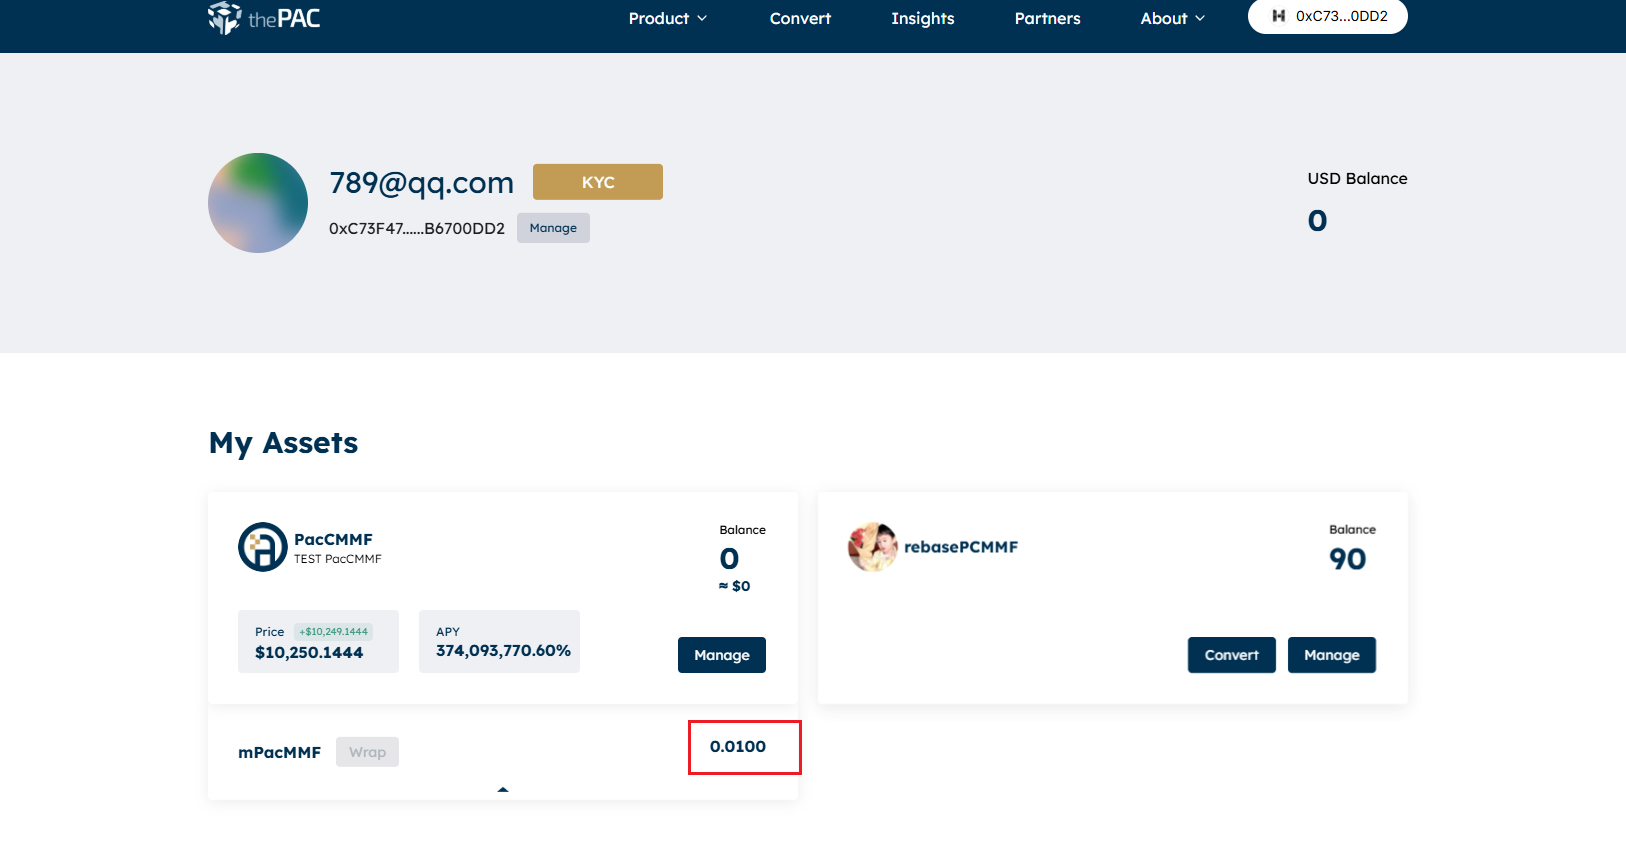 thePAC
Product
Convert
Insights
Partners
About
0xC73...0DD2
789@qq.com
KYC
0xC73F47......B6700DD2
Manage
USD Balance
0
My Assets
PacCMMF
TEST PacCMMF
Balance
0
≈ $0
Price +$10,249.1444
$10,250.1444
APY
374,093,770.60%
Manage
mPacMMF
Wrap
0.0100
rebasePCMMF
Balance
90
Convert
Manage